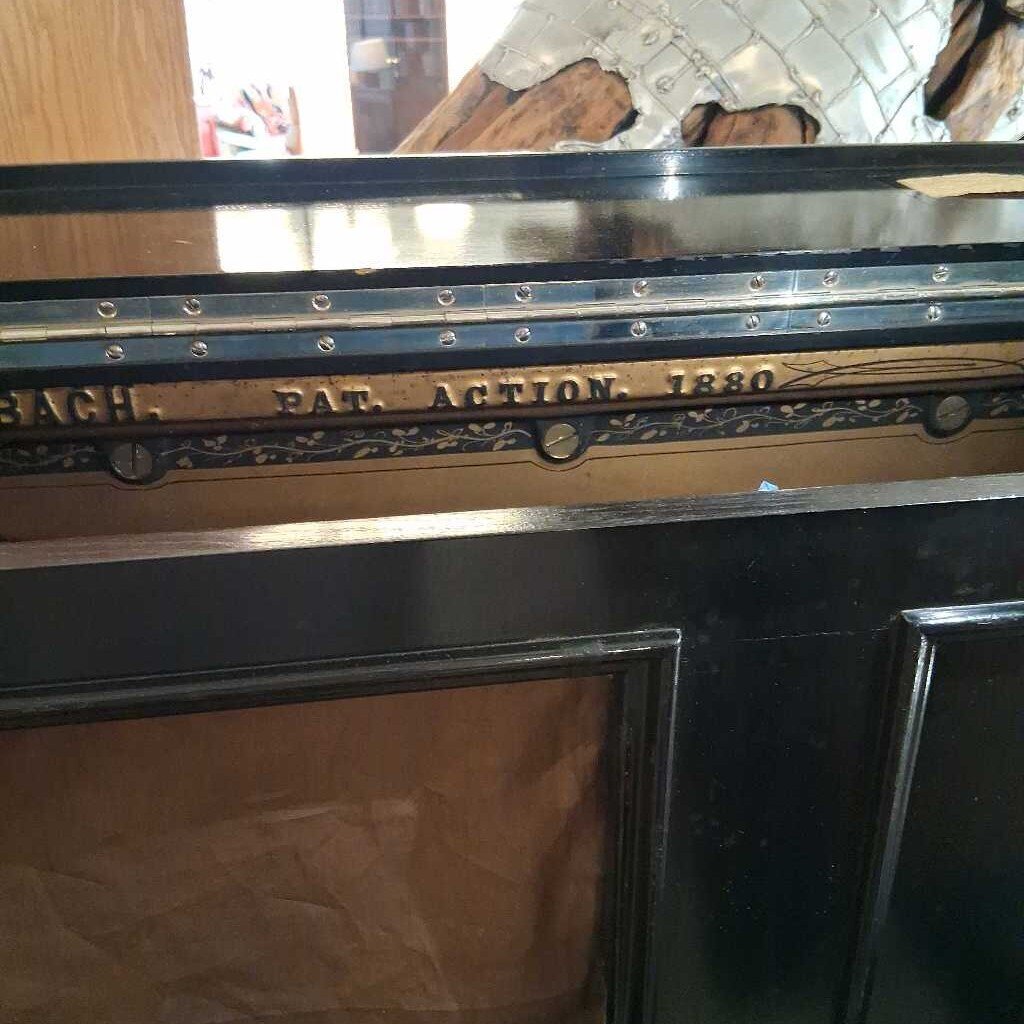 BACH. PAT. ACTION. 1880